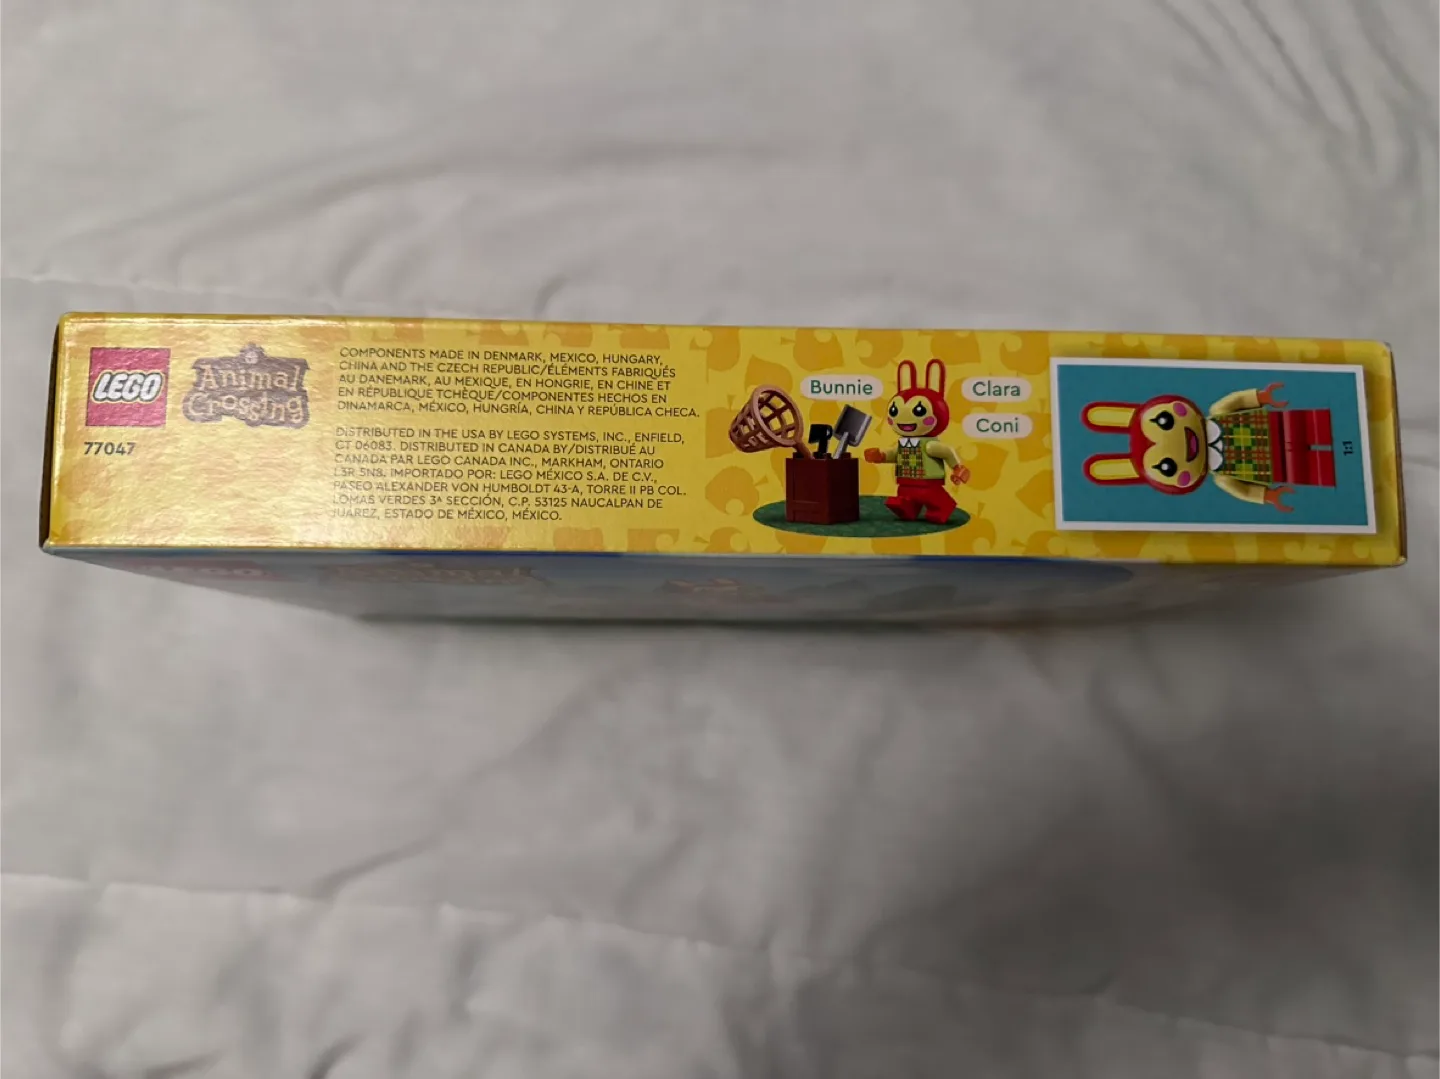 LEGO
Animal
Crossing
77047
COMPONENTS MADE IN DENMARK, MEXICO, HUNGARY,
CHINA AND THE CZECH REPUBLIC/ÉLÉMENTS FABRIQUÉS
AU DANEMARK, AU MEXIQUE, EN HONGRIE, EN CHINE ET
EN RÉPUBLIQUE TCHÈQUE/COMPONENTES HECHOS EN
DINAMARCA, MÉXICO, HUNGRÍA, CHINA Y REPÚBLICA CHECA.
DISTRIBUTED IN THE USA BY LEGO SYSTEMS, INC., ENFIELD,
CT 06083. DISTRIBUTED IN CANADA BY/DISTRIBUÉ AU
CANADA PAR LEGO CANADA INC., MARKHAM, ONTARIO
L3R 5N8. IMPORTADO POR: LEGO MÉXICO S.A. DE C.V.,
PASEO ALEXANDER VON HUMBOLDT 43-A, TORRE II PB COL.
LOMAS VERDES 3ᴬ SECCIÓN, C.P. 53125 NAUCALPAN DE
JUÁREZ, ESTADO DE MÉXICO, MÉXICO.
Bunnie
Clara
Coni
1:1